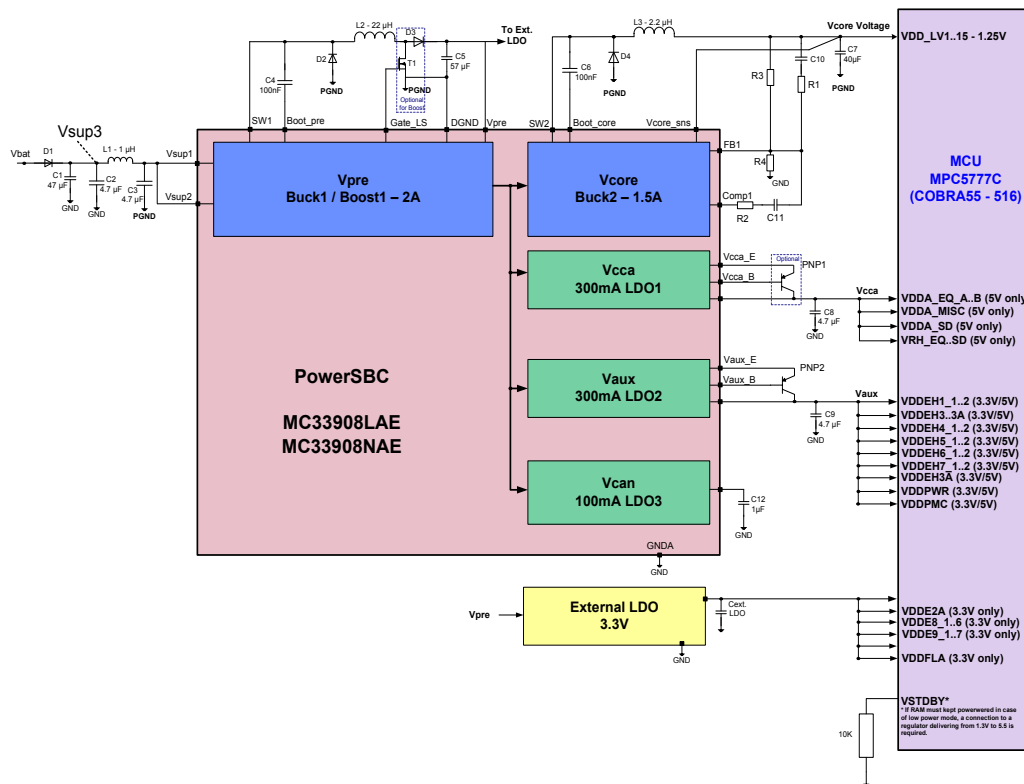 L2 - 22 µH
D3
To Ext.
LDO
L3 - 2.2 µH
Vcore Voltage
VDD_LV1..15 - 1.25V
D2
PGND
T1
PGND
Optional
for Boost
C5
57 µF
C4
100nF
C6
100nF
D4
PGND
R3
C10
R1
C7
40µF
PGND
SW1
Boot_pre
Gate_LS
DGND
Vpre
SW2
Boot_core
Vcore_sns
Vsup3
Vbat
D1
L1 - 1 µH
Vsup1
Vsup2
C1
47 µF
GND
C2
4.7 µF
GND
C3
4.7 µF
PGND
Vpre
Buck1 / Boost1 – 2A
Vcore
Buck2 – 1.5A
FB1
R4
GND
Comp1
R2
C11
MCU
MPC5777C
(COBRA55 - 516)
Vcca
300mA LDO1
Vcca_E
Vcca_B
Optional
PNP1
Vcca
C8
4.7 µF
GND
VDDA_EQ_A..B (5V only
VDDA_MISC (5V only)
VDDA_SD (5V only)
VRH_EQ..SD (5V only)
PowerSBC
MC33908LAE
MC33908NAE
Vaux
300mA LDO2
Vaux_E
Vaux_B
PNP2
Vaux
C9
4.7 µF
GND
VDDEH1_1..2 (3.3V/5V)
VDDEH3..3A (3.3V/5V)
VDDEH4_1..2 (3.3V/5V)
VDDEH5_1..2 (3.3V/5V)
VDDEH6_1..2 (3.3V/5V)
VDDEH7_1..2 (3.3V/5V)
VDDEH3A (3.3V/5V)
VDDPWR (3.3V/5V)
VDDPMC (3.3V/5V)
Vcan
100mA LDO3
C12
1µF
GND
GNDA
GND
Vpre
External LDO
3.3V
GND
Cext.
LDO
VDDE2A (3.3V only)
VDDE8_1..6 (3.3V only)
VDDE9_1..7 (3.3V only)
VDDFLA (3.3V only)
VSTDBY*
* If RAM must kept powerwered in case
of low power mode, a connection to a
regulator delivering from 1.3V to 5.5 is
required.
10K